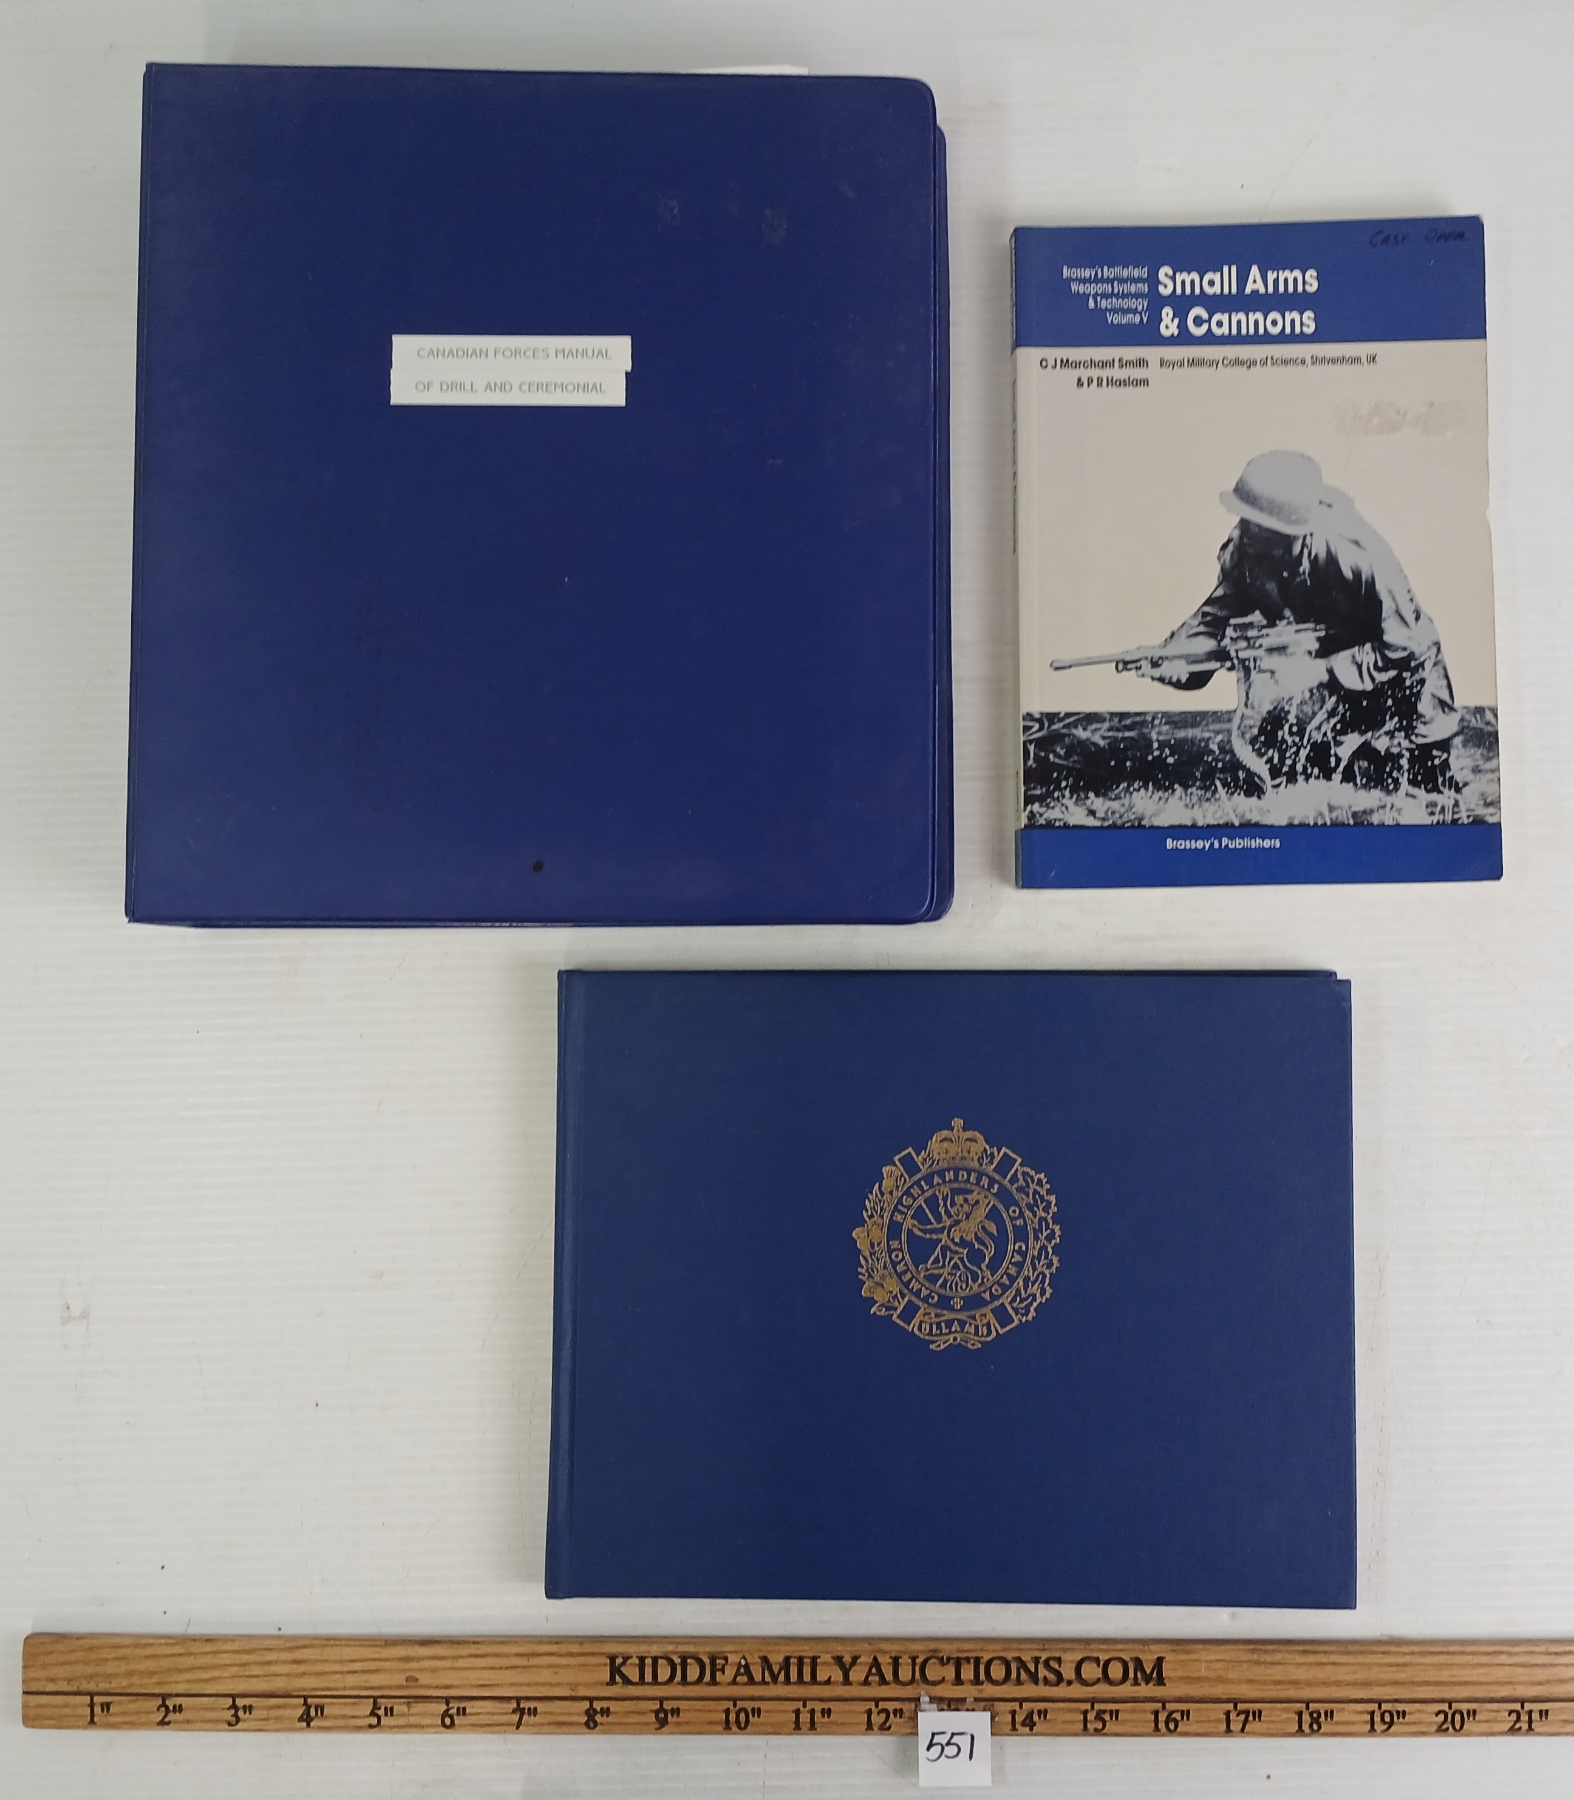 CANADIAN FORCES MANUAL
OF DRILL AND CEREMONIAL
Brassey's Battlefield
Weapons Systems
& Technology
Volume V
Small Arms
& Cannons
C J Marchant Smith
& P R Haslam
Royal Military College of Science, Shrivenham, UK
Brassey's Publishers
CAMERON HIGHLANDERS OF CANADA
79
ULLAMH
KIDDFAMILYAUCTIONS.COM
1" 2" 3" 4" 5" 6" 7" 8" 9" 10" 11" 12" 14" 15" 16" 17" 18" 19" 20" 21"
551